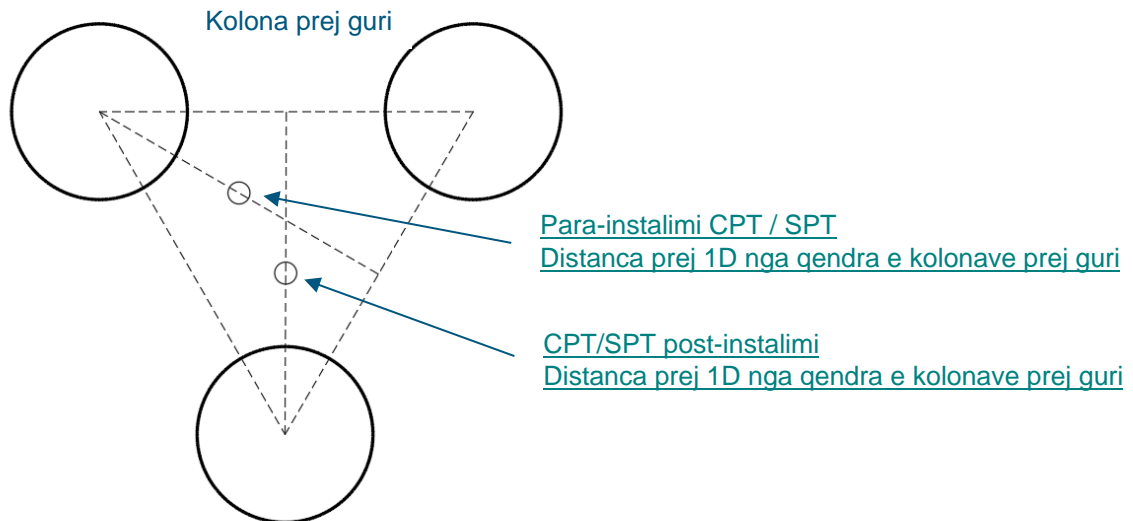 Kolona prej guri
Para-instalimi CPT / SPT
Distanca prej 1D nga qendra e kolonave prej guri
CPT/SPT post-instalimi
Distanca prej 1D nga qendra e kolonave prej guri